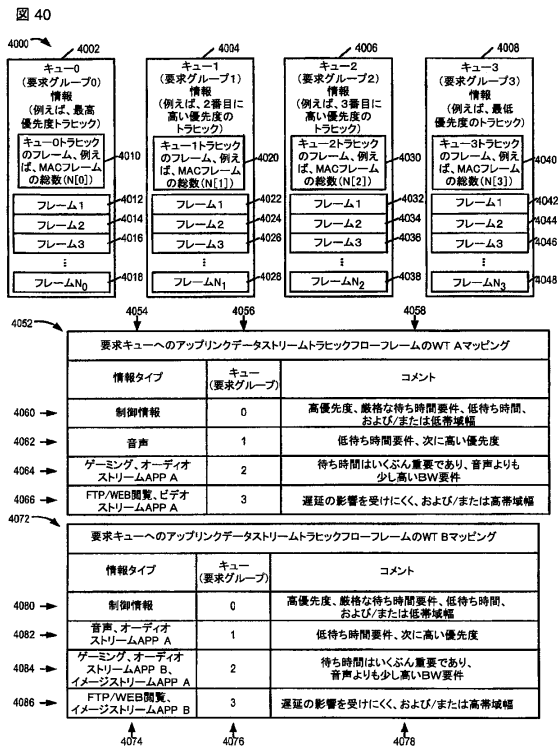 図 40
4000
4002
4004
4006
4008
キュー0
(要求グループ0)
情報
(例えば、最高
優先度トラヒック)
キュー0トラヒック
のフレーム、例え
ば、MACフレーム
の総数(N[0])
4010
フレーム1
4012
フレーム2
4014
フレーム3
4016
⋮
フレームN0
4018
キュー1
(要求グループ1)
情報
(例えば、2番目に
高い優先度の
トラヒック)
キュー1トラヒック
のフレーム、例え
ば、MACフレーム
の総数(N[1])
4020
フレーム1
4022
フレーム2
4024
フレーム3
4026
⋮
フレームN1
4028
キュー2
(要求グループ2)
情報
(例えば、3番目に
高い優先度の
トラヒック)
キュー2トラヒック
のフレーム、例え
ば、MACフレーム
の総数(N[2])
4030
フレーム1
4032
フレーム2
4034
フレーム3
4036
⋮
フレームN2
4038
キュー3
(要求グループ3)
情報
(例えば、最低
優先度のトラヒック)
キュー3トラヒック
のフレーム、例え
ば、MACフレーム
の総数(N[3])
4040
フレーム1
4042
フレーム2
4044
フレーム3
4046
⋮
フレームN3
4048
4052
4054
4056
4058
要求キューへのアップリンクデータストリームトラヒックフローフレームのWT Aマッピング
情報タイプ
キュー
(要求グループ)
コメント
4060
制御情報
0
高優先度、厳格な待ち時間要件、低待ち時間、
および/または低帯域幅
4062
音声
1
低待ち時間要件、次に高い優先度
4064
ゲーミング、オーディオ
ストリームAPP A
2
待ち時間はいくぶん重要であり、音声よりも
少し高いBW要件
4066
FTP/WEB閲覧、ビデオ
ストリームAPP A
3
遅延の影響を受けにくく、および/または高帯域幅
4072
要求キューへのアップリンクデータストリームトラヒックフローフレームのWT Bマッピング
情報タイプ
キュー
(要求グループ)
コメント
4080
制御情報
0
高優先度、厳格な待ち時間要件、低待ち時間、
および/または低帯域幅
4082
音声、オーディオ
ストリームAPP A
1
低待ち時間要件、次に高い優先度
4084
ゲーミング、オーディオ
ストリームAPP B、
イメージストリームAPP A
2
待ち時間はいくぶん重要であり、
音声よりも少し高いBW要件
4086
FTP/WEB閲覧、
イメージストリームAPP B
3
遅延の影響を受けにくく、および/または高帯域幅
4074
4076
4078